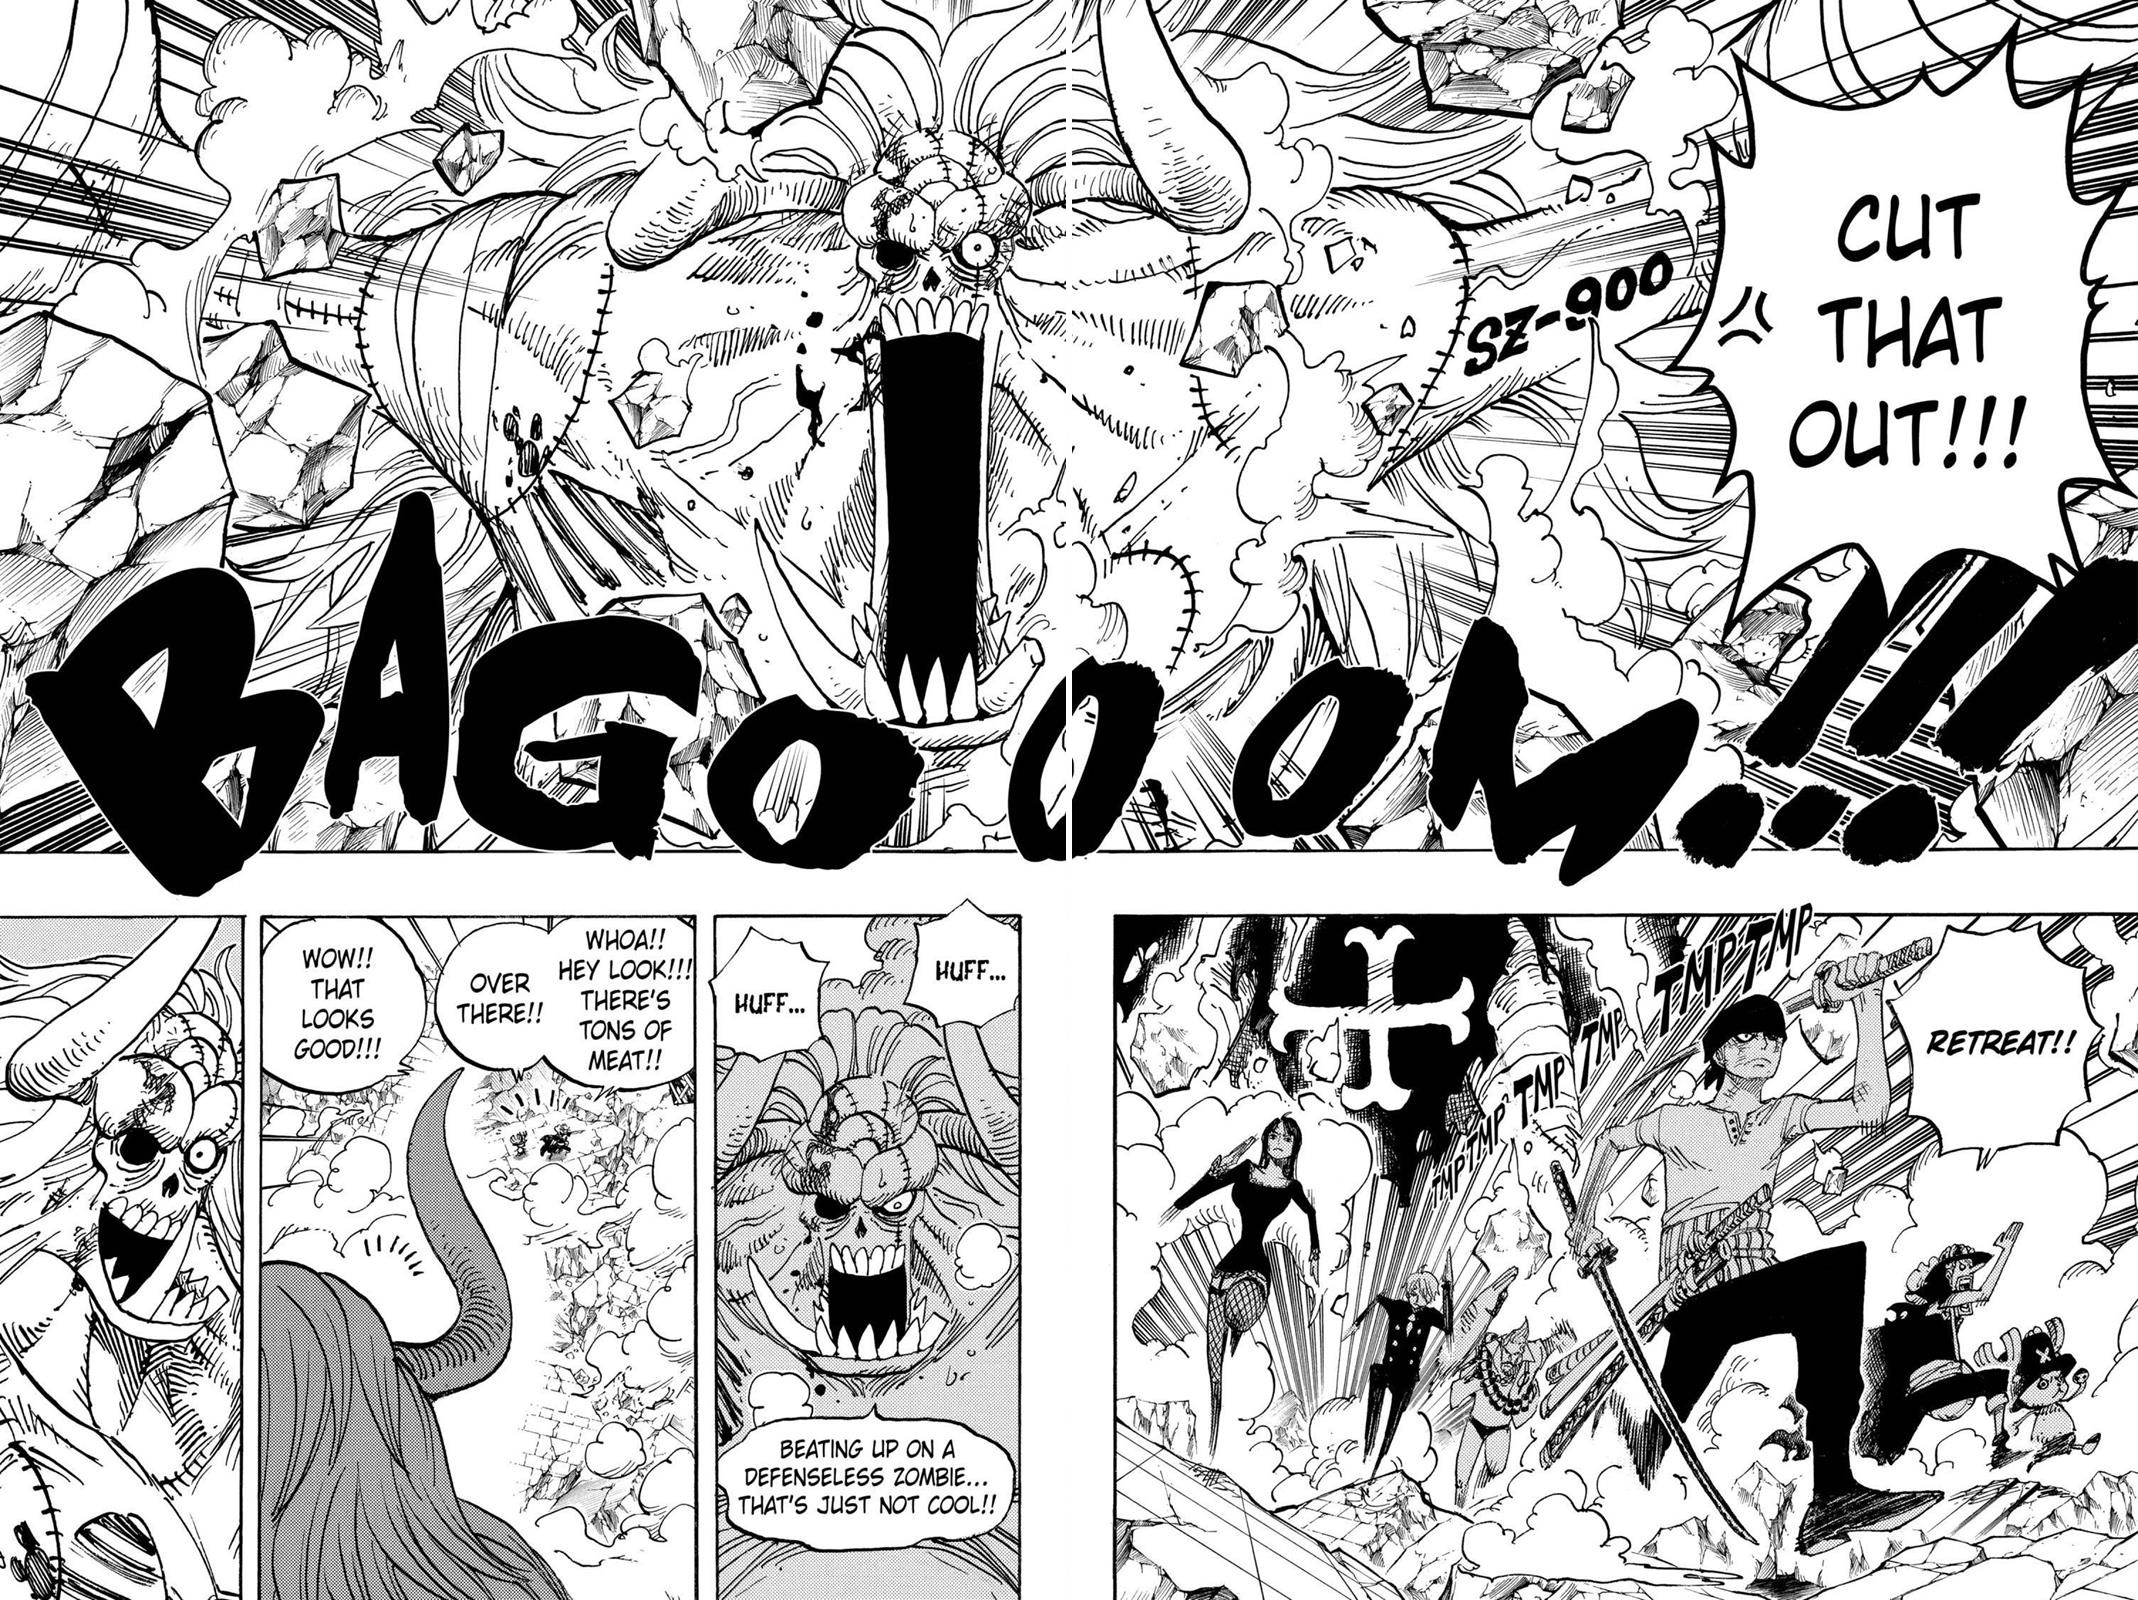 CUT
THAT
OUT!!!
SZ-900
BAGOOOM!!!
RETREAT!!
TMP TMP
TMP TMP
TMP
TMP
TMP TMP TMP
HUFF...
HUFF...
BEATING UP ON A
DEFENSELESS ZOMBIE...
THAT'S JUST NOT COOL!!
WHOA!!
HEY LOOK!!!
THERE'S
TONS OF
MEAT!!
OVER
THERE!!
WOW!!
THAT
LOOKS
GOOD!!!